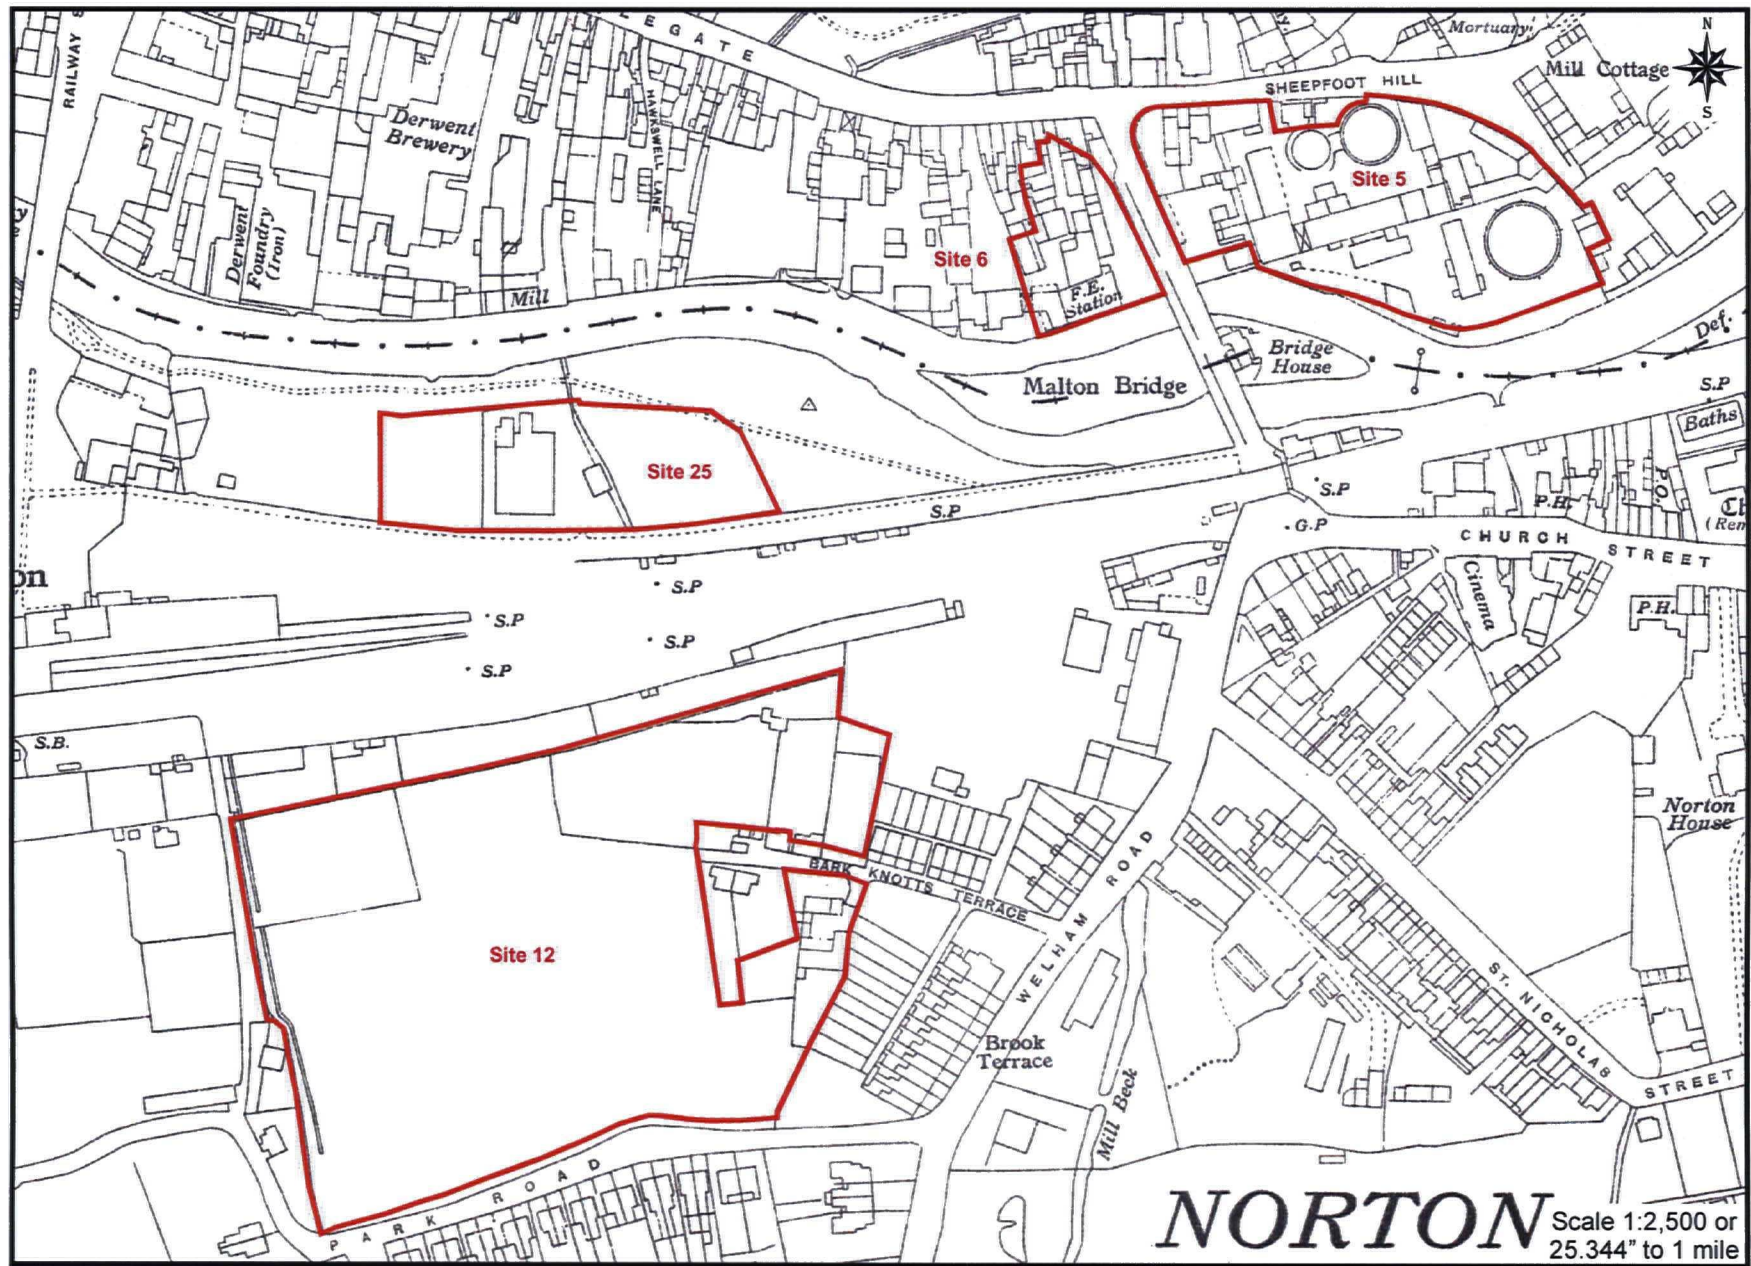 LEGATE
Mortuary
N
SHEEPFOOT HILL
Mill Cottage
RAILWAY
S
HAWKSWELL LANE
Derwent
Brewery
Site 5
Derwent
Foundry
(Iron)
Site 6
Mill
F.E.
Station
Def.
Bridge
House
Malton Bridge
S.P
Baths
Site 25
S.P
P.H.
P.O.
S.P
G.P
(Rem
CHURCH STREET
on
S.P
Cinema
P.H.
S.P
S.P
S.P
S.B.
Norton
House
BARK KNOTTS TERRACE
WELHAM ROAD
Site 12
ST. NICHOLAS STREET
Brook
Terrace
Mill Beck
PARK ROAD
NORTON
Scale 1:2,500 or
25.344" to 1 mile